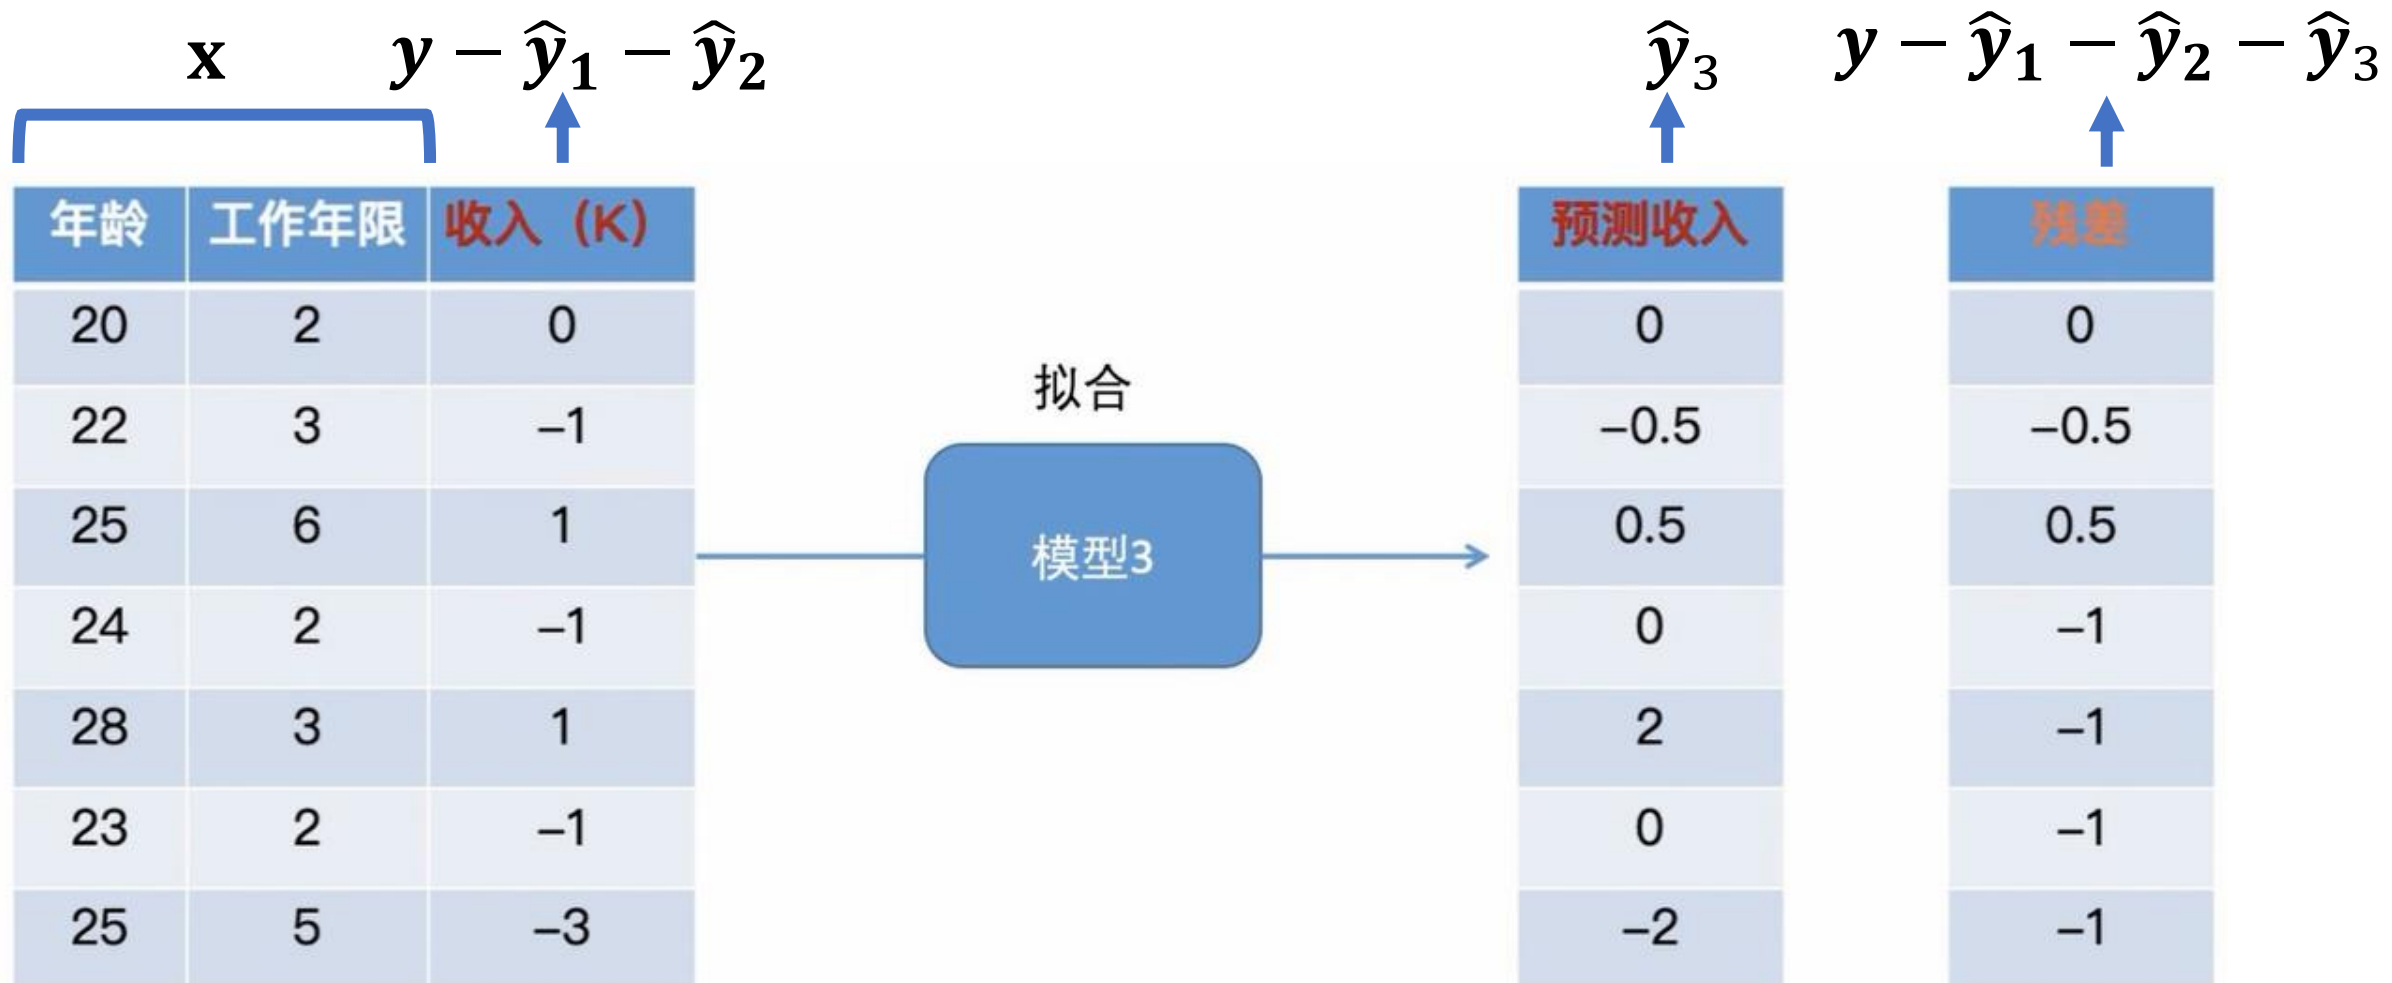 x y − ŷ₁ − ŷ₂ ŷ₃ y − ŷ₁ − ŷ₂ − ŷ₃
年龄 工作年限 收入（K） 预测收入 残差
20 2 0 0 0
拟合
22 3 –1 –0.5 –0.5
25 6 1 0.5 0.5
模型3
24 2 –1 0 –1
28 3 1 2 –1
23 2 –1 0 –1
25 5 –3 –2 –1